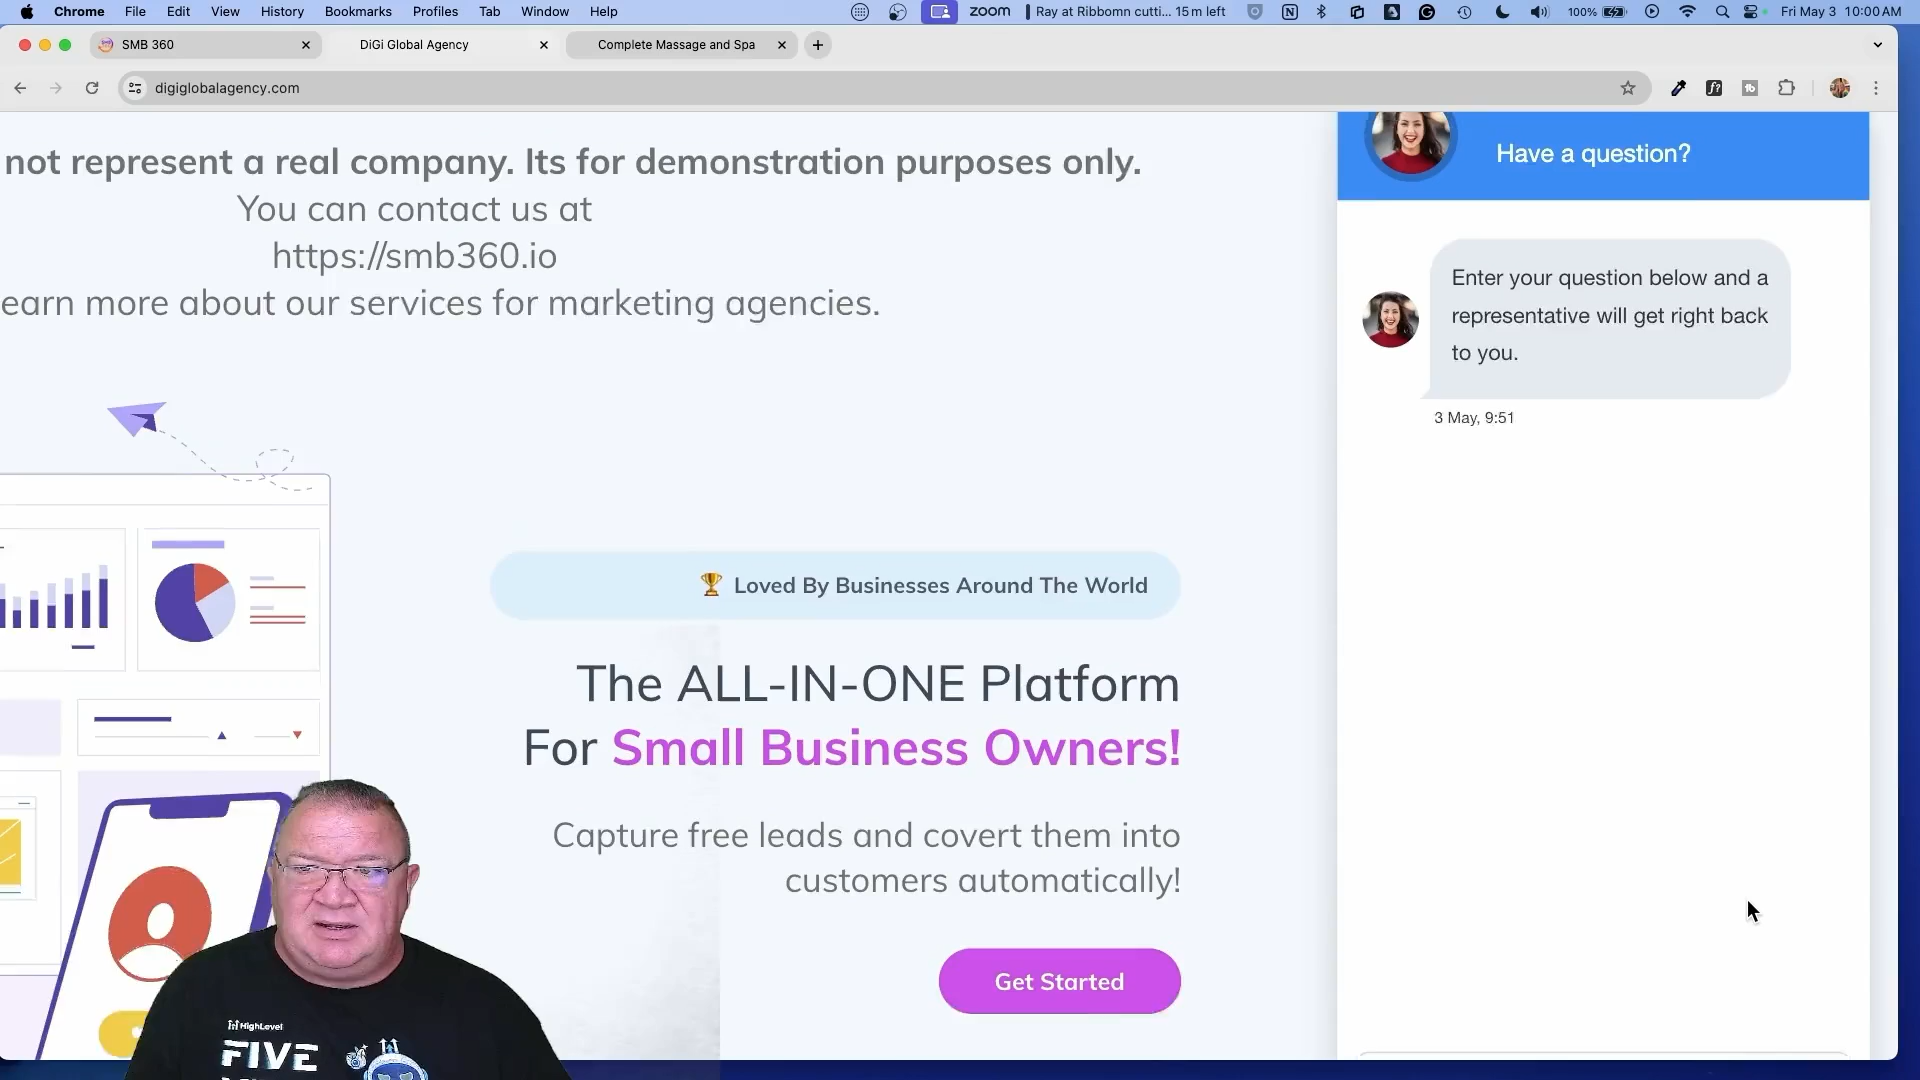 Chrome File Edit View History Bookmarks Profiles Tab Window Help
zoom Ray at Ribbomn cutti... 15 m left 100% Fri May 3 10:00 AM
SMB 360
DiGi Global Agency
Complete Massage and Spa
digiglobalagency.com
not represent a real company. Its for demonstration purposes only.
You can contact us at
https://smb360.io
earn more about our services for marketing agencies.
Have a question?
Enter your question below and a
representative will get right back
to you.
3 May, 9:51
🏆 Loved By Businesses Around The World
The ALL-IN-ONE Platform
For Small Business Owners!
Capture free leads and covert them into
customers automatically!
Get Started
HighLevel
FIVE